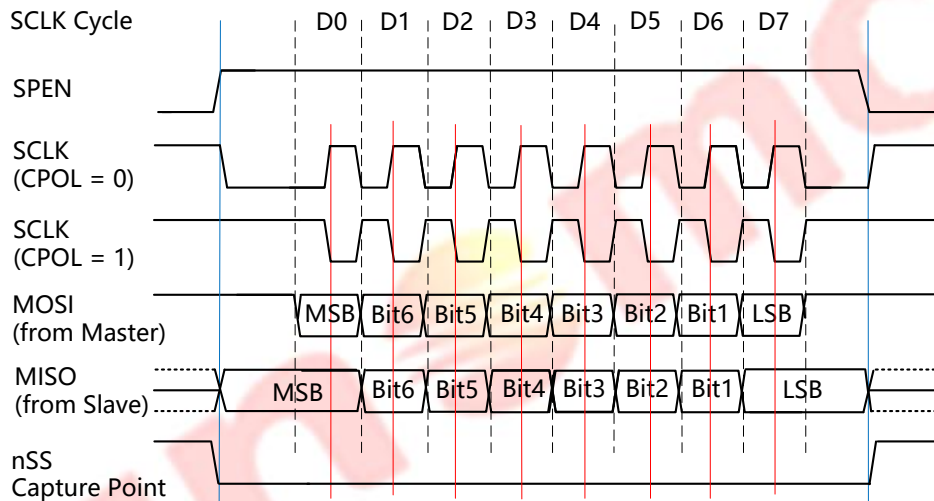 SCLK Cycle D0 D1 D2 D3 D4 D5 D6 D7
SPEN
SCLK
(CPOL = 0)
SCLK
(CPOL = 1)
MOSI
(from Master)
MSB Bit6 Bit5 Bit4 Bit3 Bit2 Bit1 LSB
MISO
(from Slave)
MSB Bit6 Bit5 Bit4 Bit3 Bit2 Bit1 LSB
nSS
Capture Point